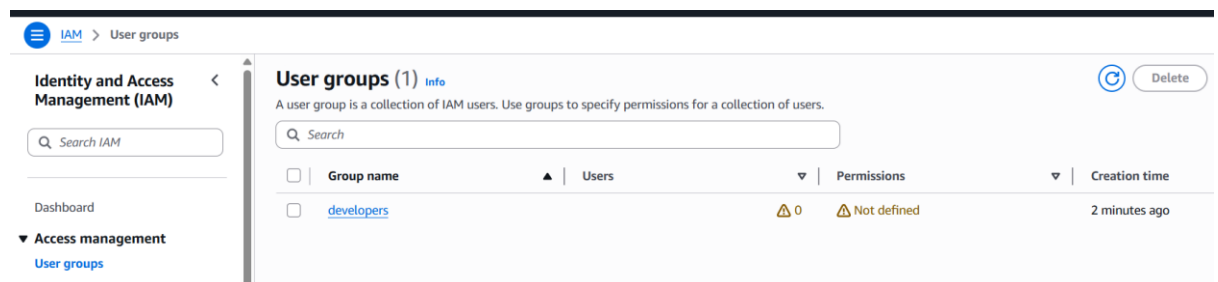 IAM > User groups
Identity and Access
Management (IAM)
Search IAM
Dashboard
Access management
User groups
User groups (1) Info
Delete
A user group is a collection of IAM users. Use groups to specify permissions for a collection of users.
Search
Group name Users Permissions Creation time
developers 0 Not defined 2 minutes ago